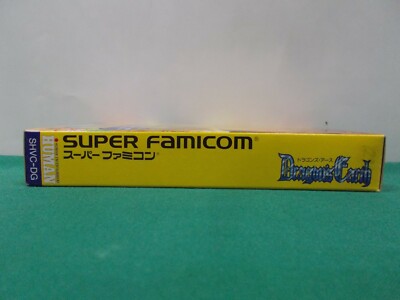 SHVC-DG
HUMAN
SUPER FAMICOM®
スーパーファミコン®
ドラゴンズ・アース
Dragon's Earth